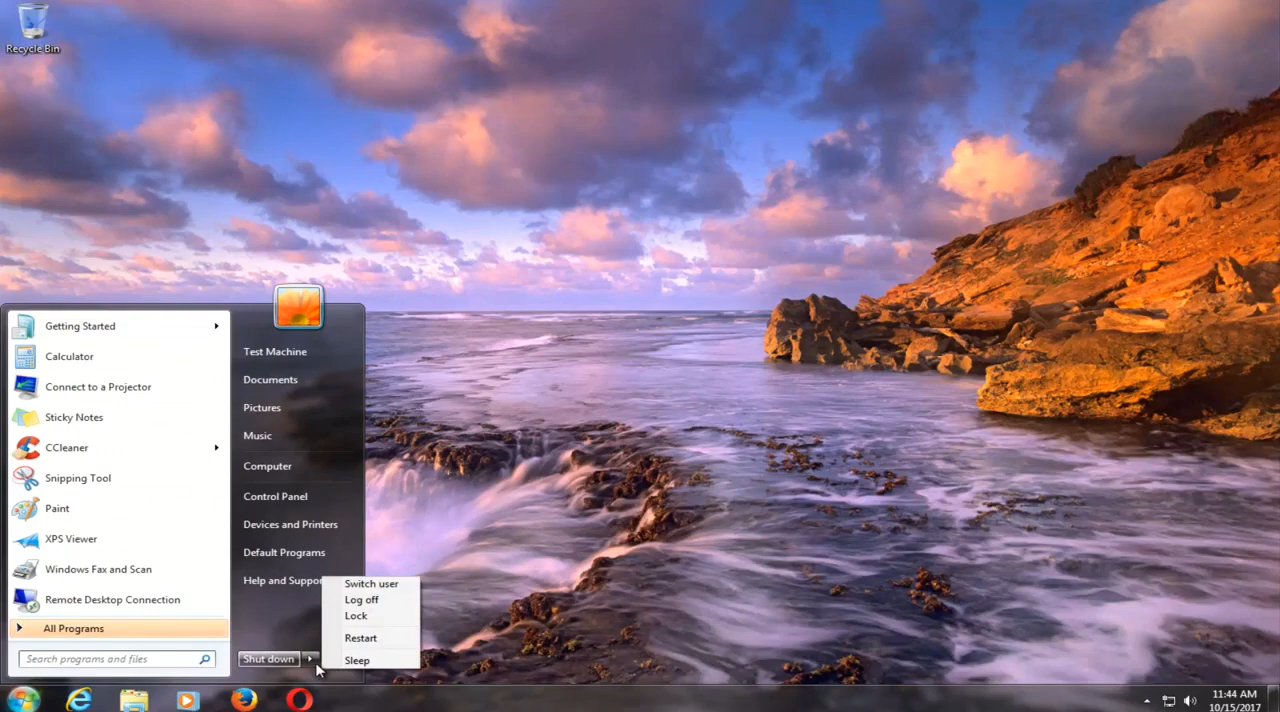 Recycle Bin
Getting Started
Calculator
Connect to a Projector
Sticky Notes
CCleaner
Snipping Tool
Paint
XPS Viewer
Windows Fax and Scan
Remote Desktop Connection
All Programs
Search programs and files
Test Machine
Documents
Pictures
Music
Computer
Control Panel
Devices and Printers
Default Programs
Help and Suppor
Shut down
Switch user
Log off
Lock
Restart
Sleep
11:44 AM
10/15/2017